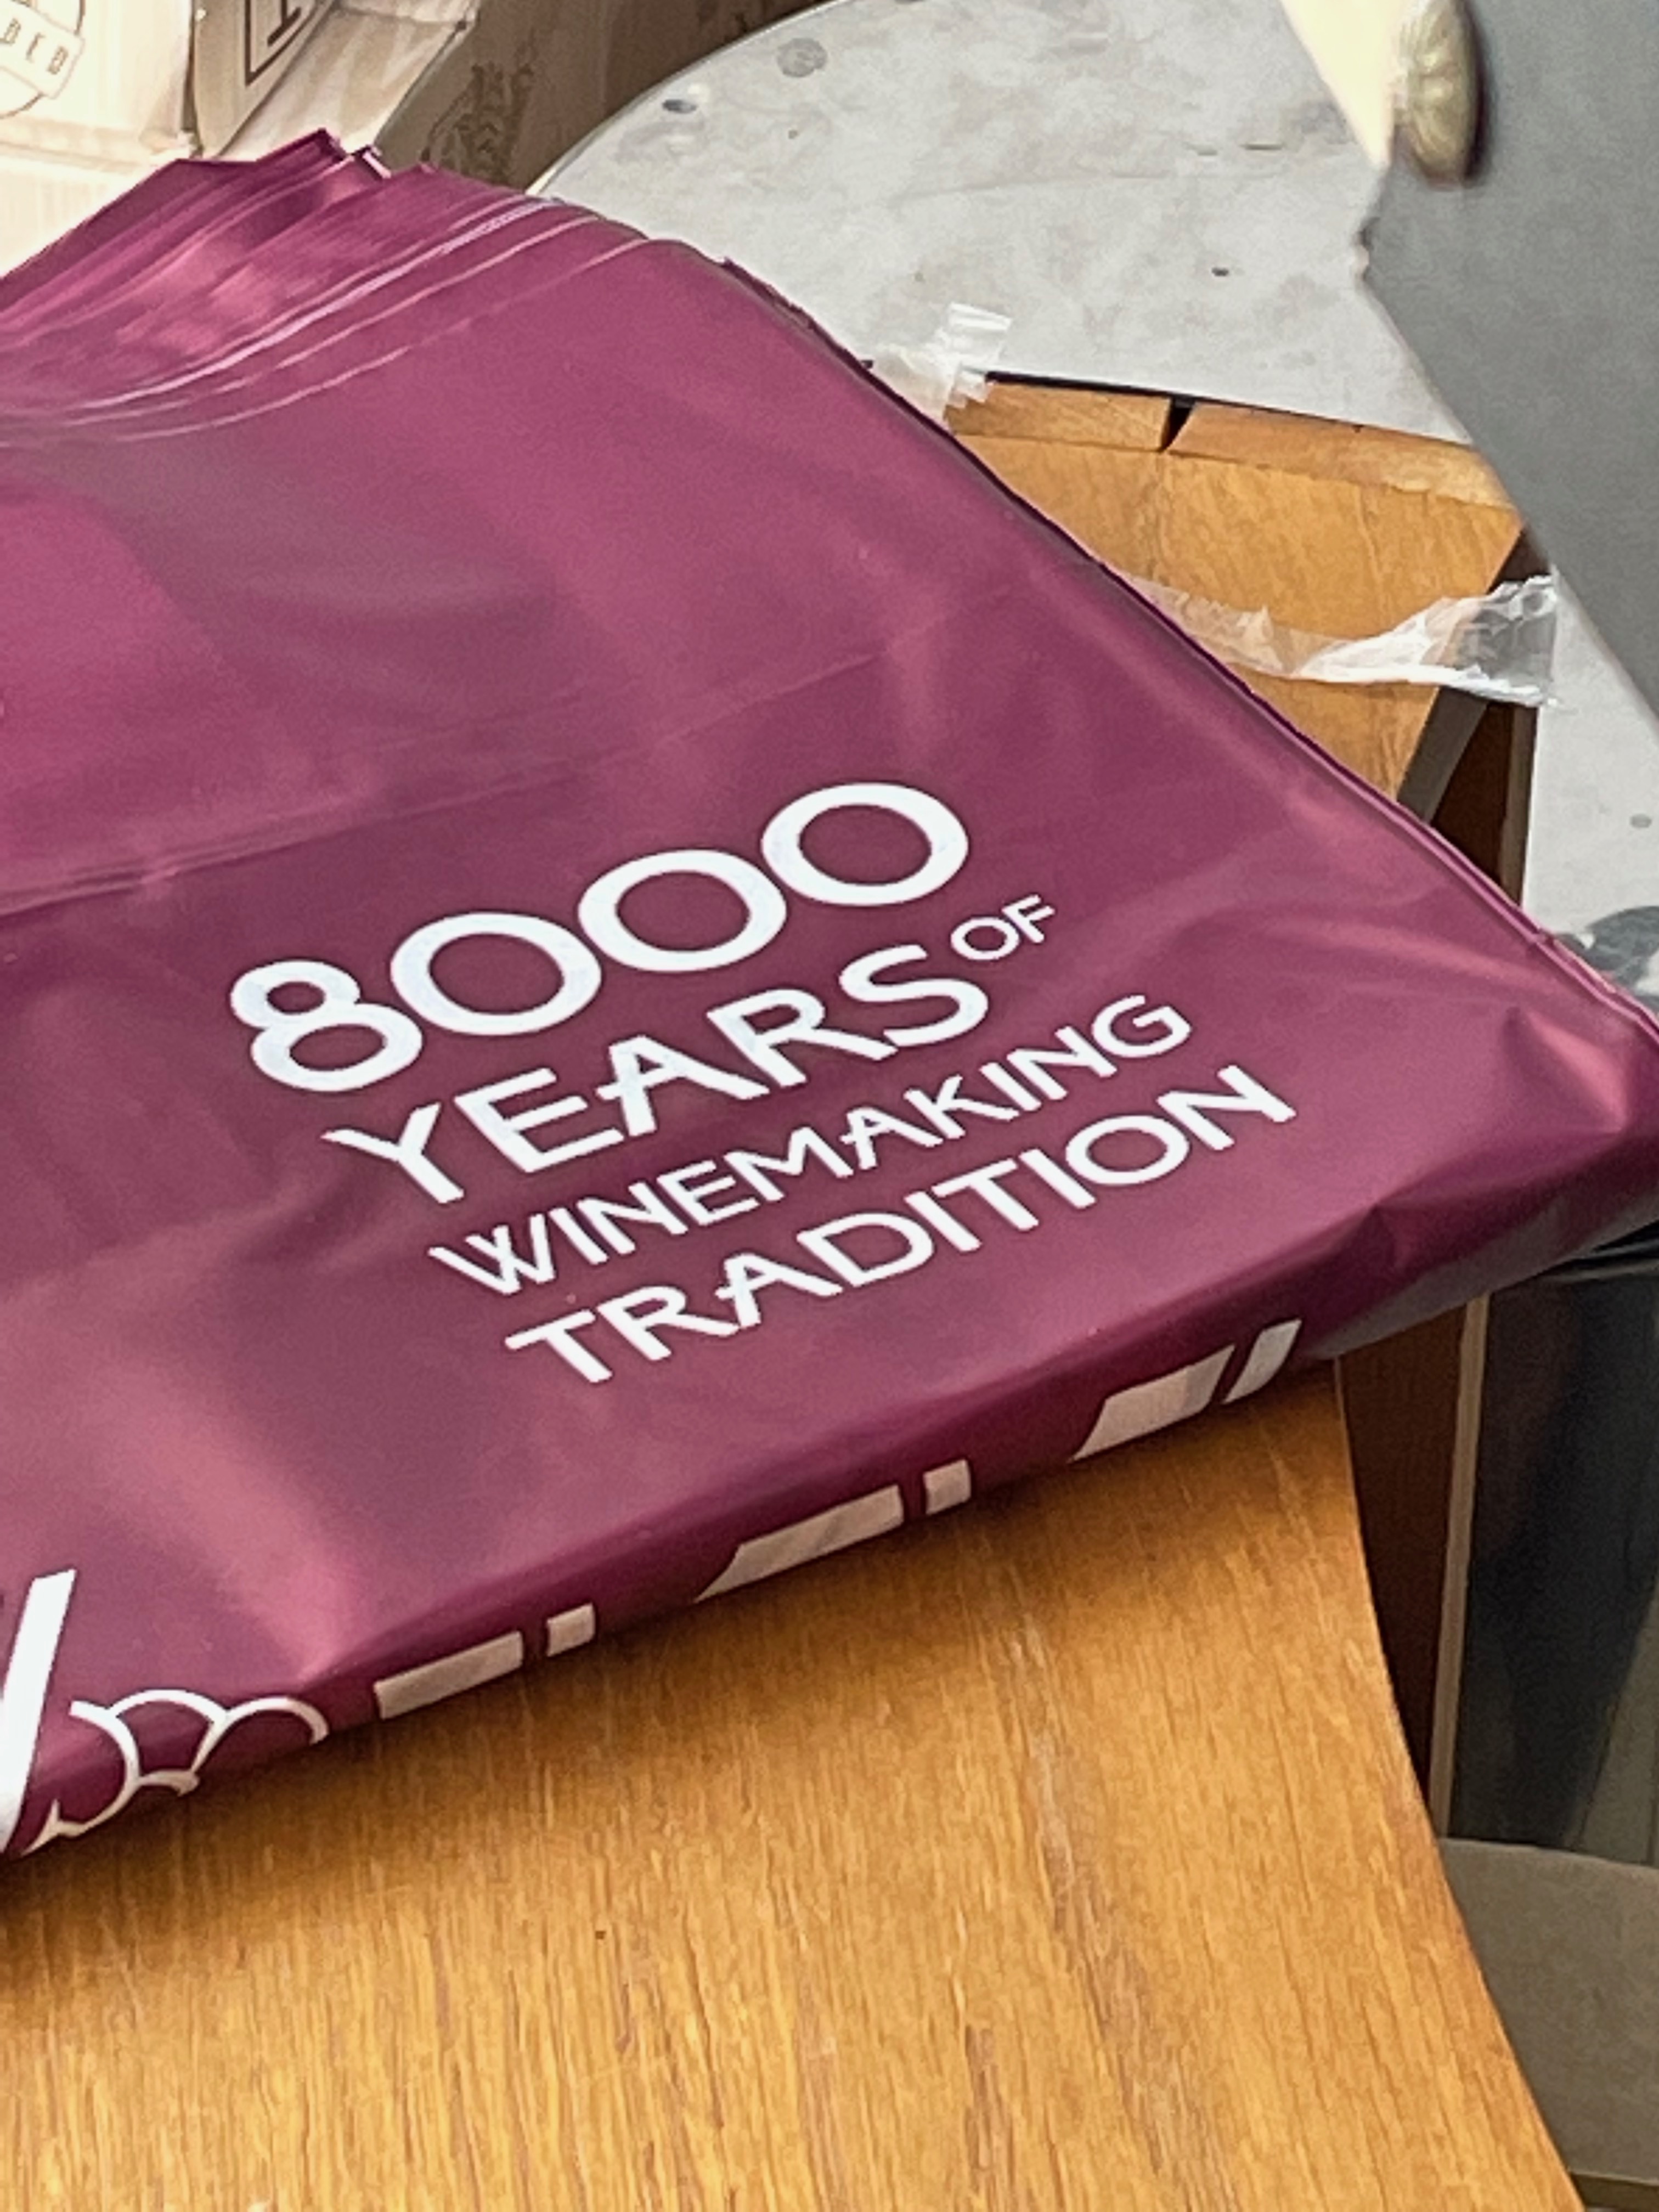 8000
YEARS OF
WINEMAKING
TRADITION